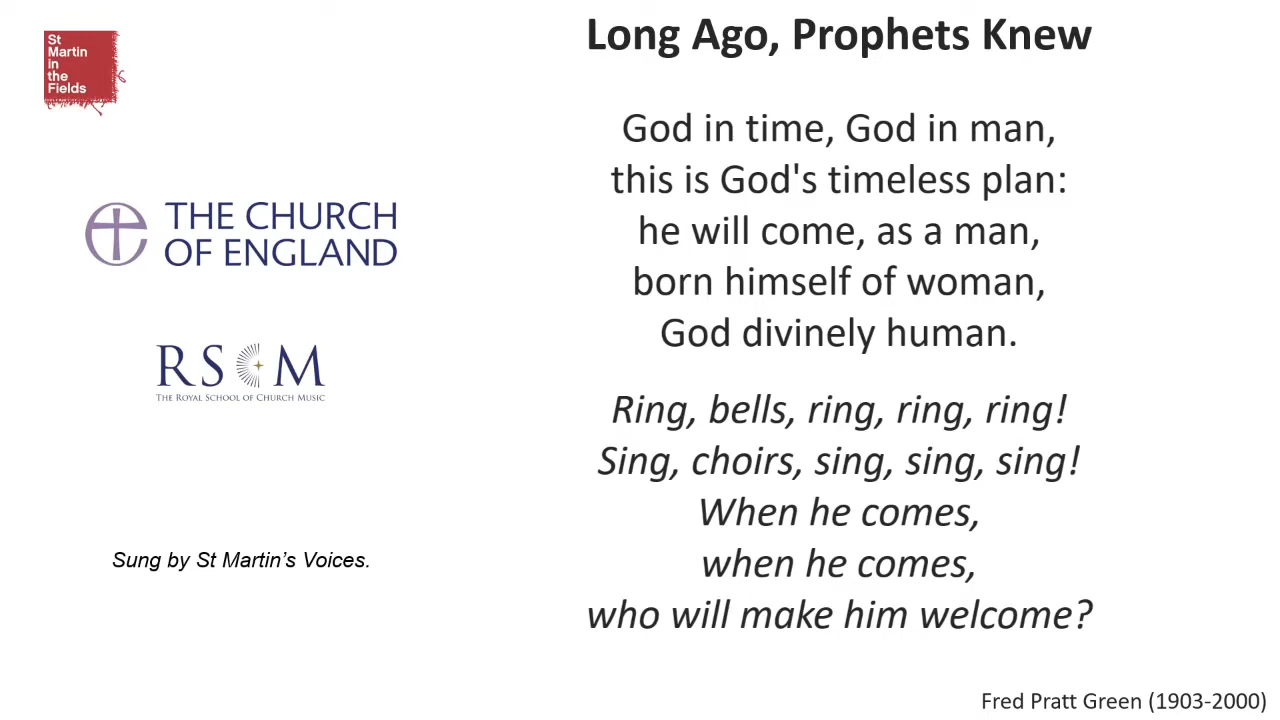 St
Martin
in
the
Fields
THE CHURCH
OF ENGLAND
RSCM
THE ROYAL SCHOOL OF CHURCH MUSIC
Sung by St Martin’s Voices.
Long Ago, Prophets Knew
God in time, God in man,
this is God's timeless plan:
he will come, as a man,
born himself of woman,
God divinely human.
Ring, bells, ring, ring, ring!
Sing, choirs, sing, sing, sing!
When he comes,
when he comes,
who will make him welcome?
Fred Pratt Green (1903-2000)